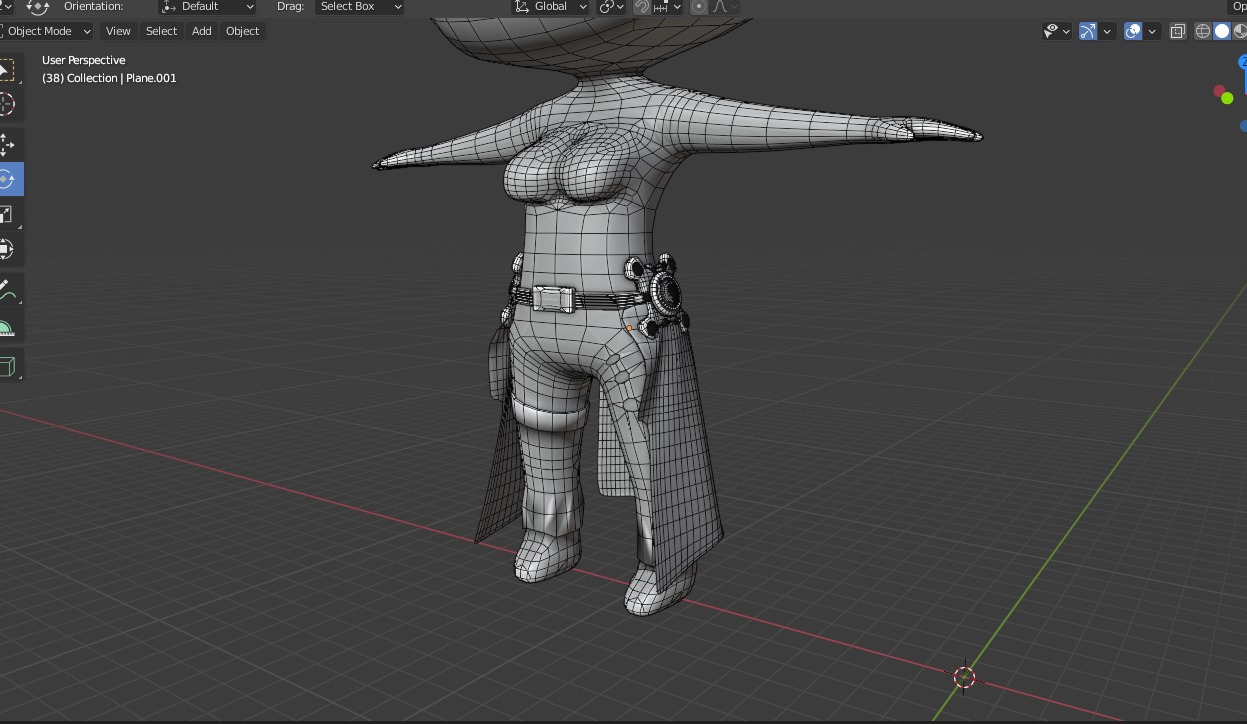 Orientation: Default Drag: Select Box Global
Object Mode View Select Add Object
User Perspective
(38) Collection | Plane.001
Z